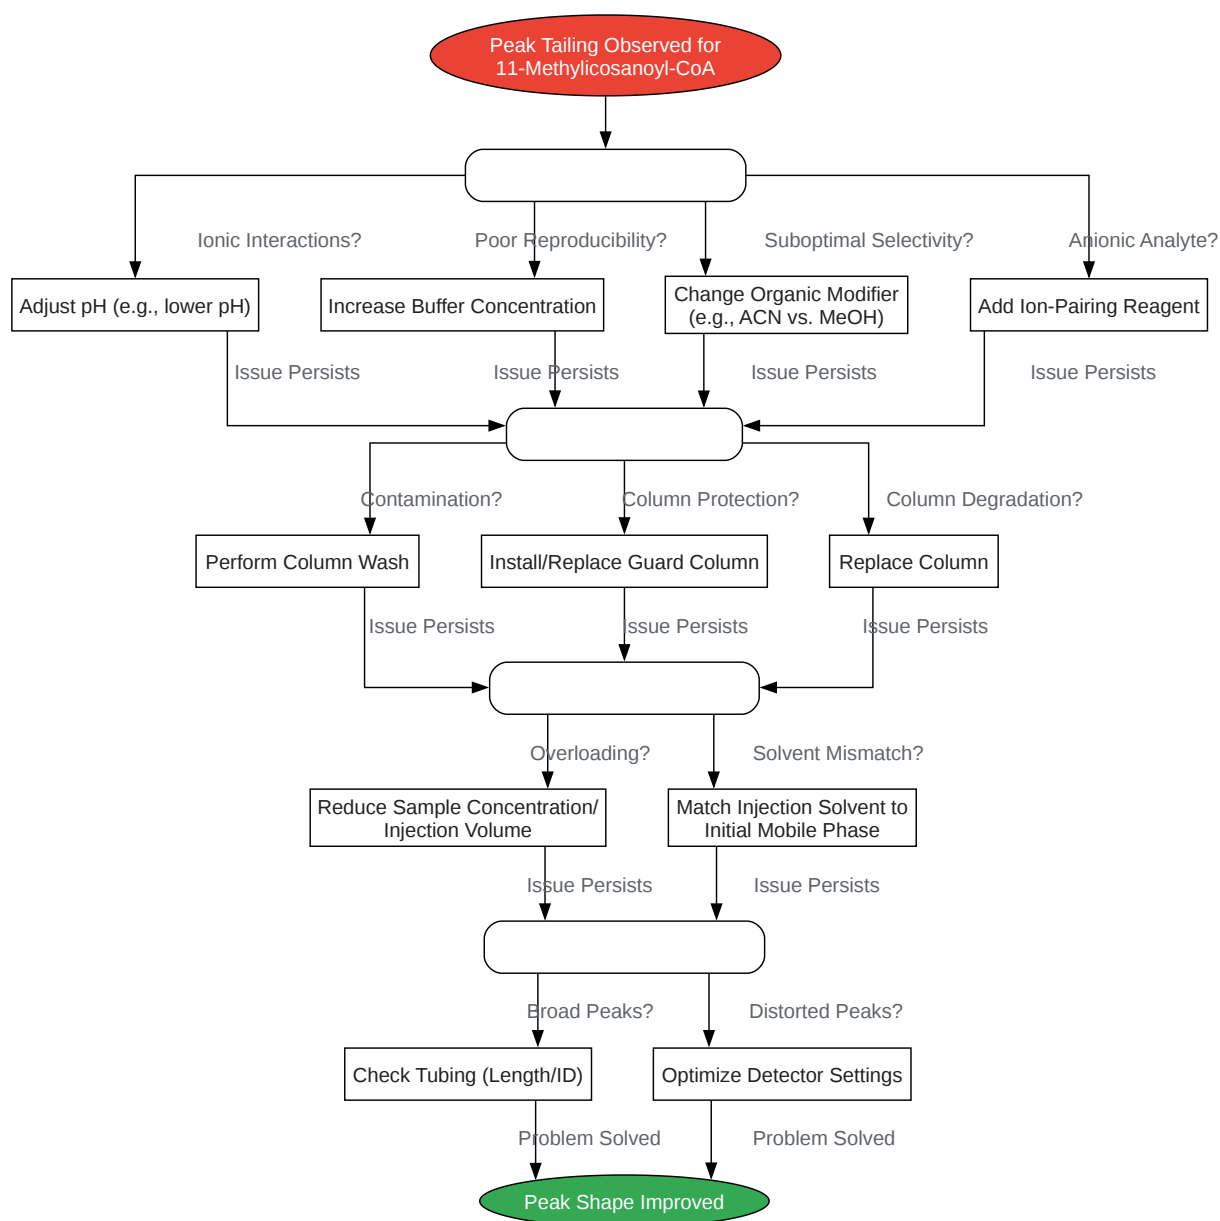 Peak Tailing Observed for
11-Methylicosanoyl-CoA
Ionic Interactions?
Poor Reproducibility?
Suboptimal Selectivity?
Anionic Analyte?
Adjust pH (e.g., lower pH)
Increase Buffer Concentration
Change Organic Modifier
(e.g., ACN vs. MeOH)
Add Ion-Pairing Reagent
Issue Persists
Issue Persists
Issue Persists
Issue Persists
Contamination?
Column Protection?
Column Degradation?
Perform Column Wash
Install/Replace Guard Column
Replace Column
Issue Persists
Issue Persists
Issue Persists
Overloading?
Solvent Mismatch?
Reduce Sample Concentration/
Injection Volume
Match Injection Solvent to
Initial Mobile Phase
Issue Persists
Issue Persists
Broad Peaks?
Distorted Peaks?
Check Tubing (Length/ID)
Optimize Detector Settings
Problem Solved
Problem Solved
Peak Shape Improved